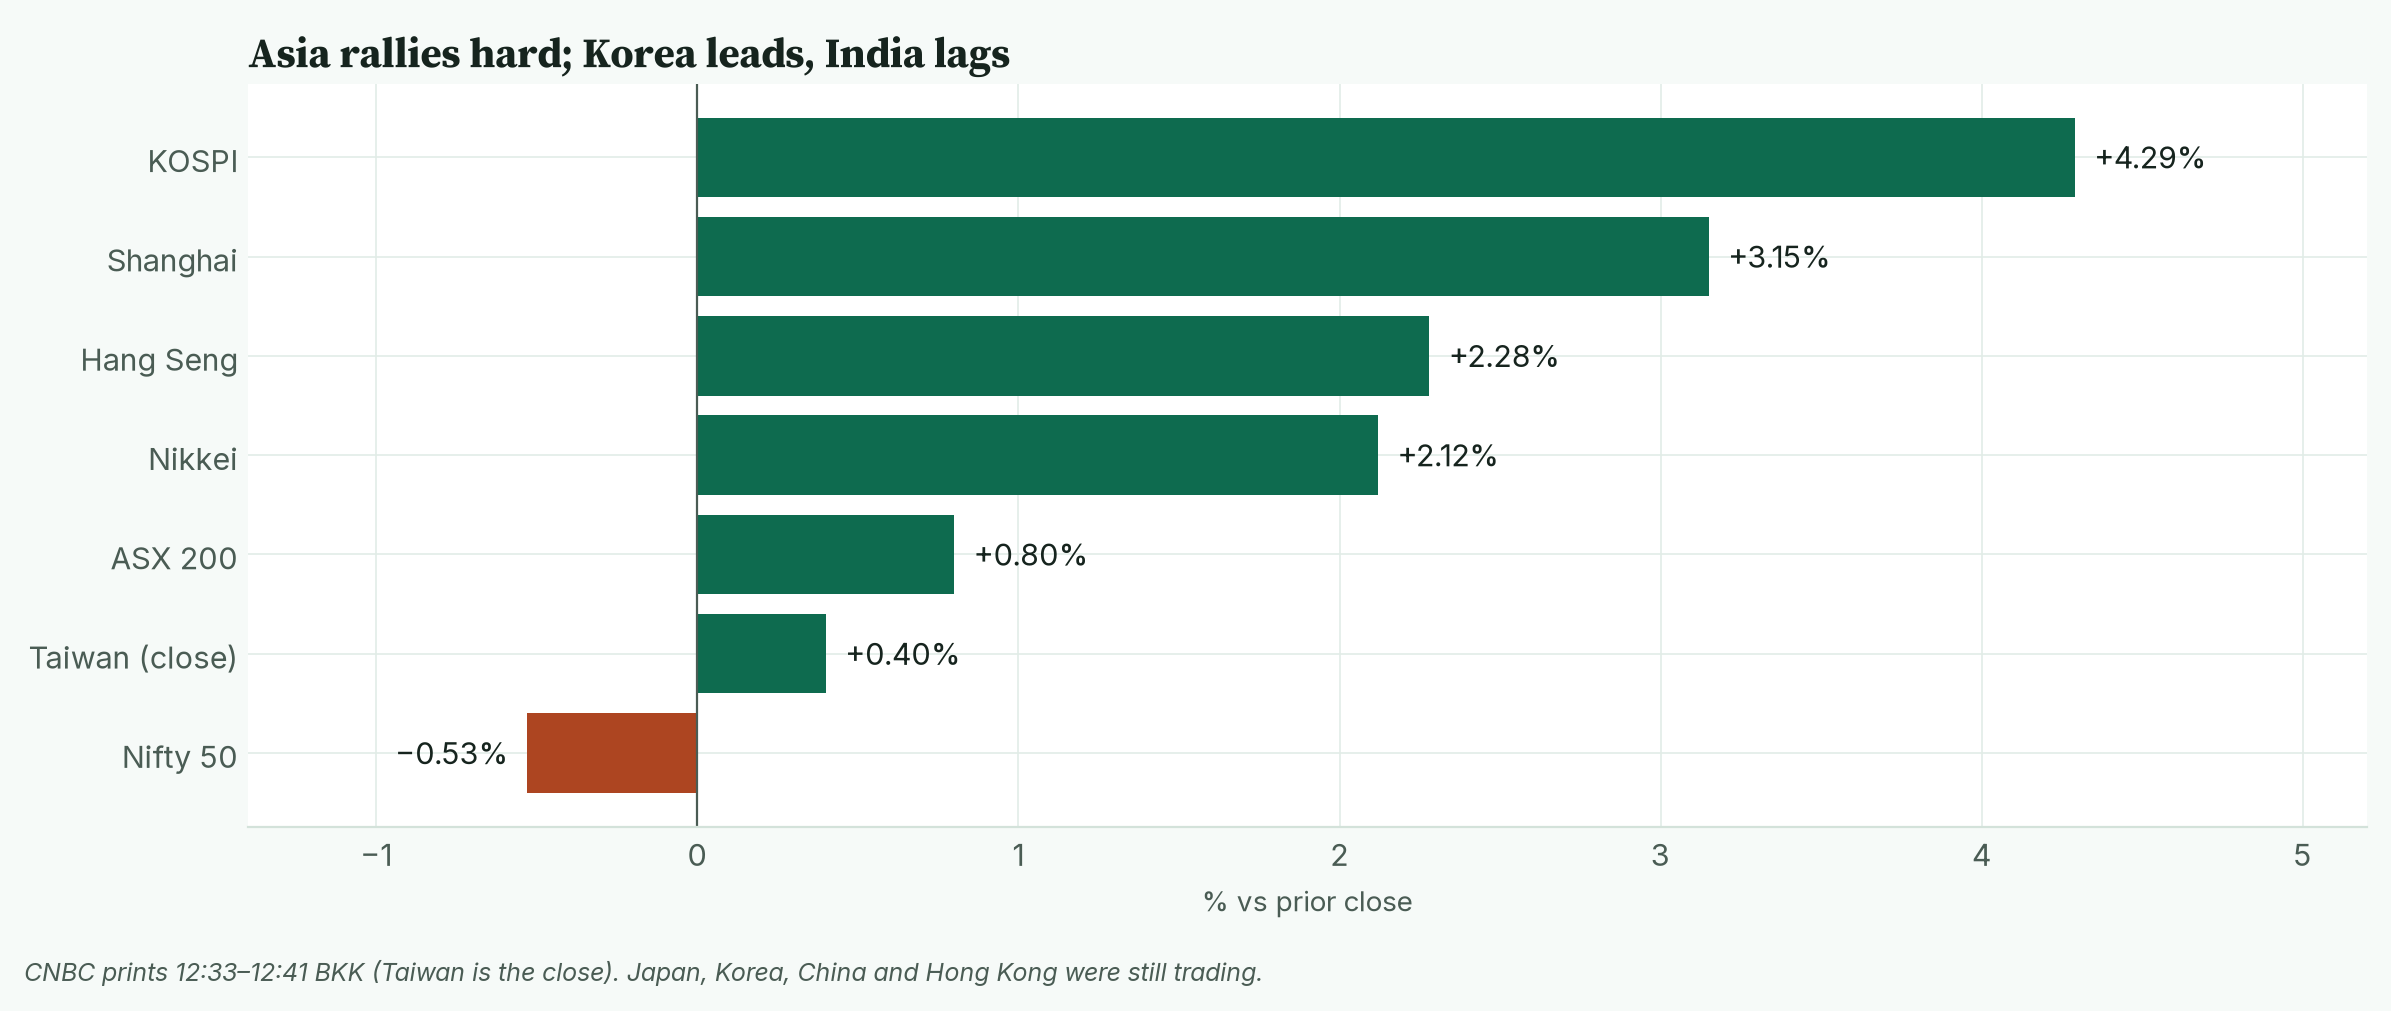 Asia rallies hard; Korea leads, India lags
KOSPI +4.29%
Shanghai +3.15%
Hang Seng +2.28%
Nikkei +2.12%
ASX 200 +0.80%
Taiwan (close) +0.40%
Nifty 50 −0.53%
−1 0 1 2 3 4 5
% vs prior close
CNBC prints 12:33–12:41 BKK (Taiwan is the close). Japan, Korea, China and Hong Kong were still trading.